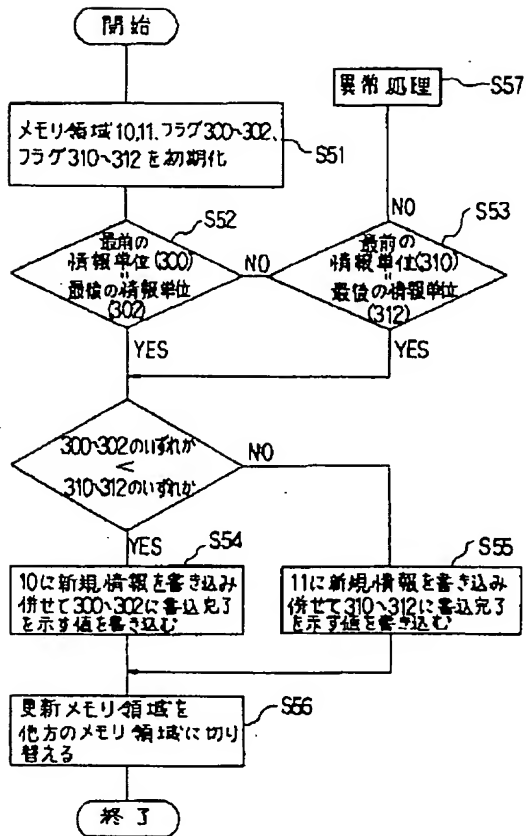 開始
S57
異常処理
メモリ領域10,11、フラグ300~302、
フラグ310~312を初期化
S51
S52
最前の
情報単位(300)
=
最後の情報単位
(302)
NO
YES
NO
S53
最前の
情報単位(310)
=
最後の情報単位
(312)
YES
300~302のいずれか
<
310~312のいずれか
NO
YES
S54
10に新規情報を書き込み
併せて300~302に書込完了
を示す値を書き込む
S55
11に新規情報を書き込み
併せて310~312に書込完了
を示す値を書き込む
S56
更新メモリ領域を
他方のメモリ領域に切り
替える
終了